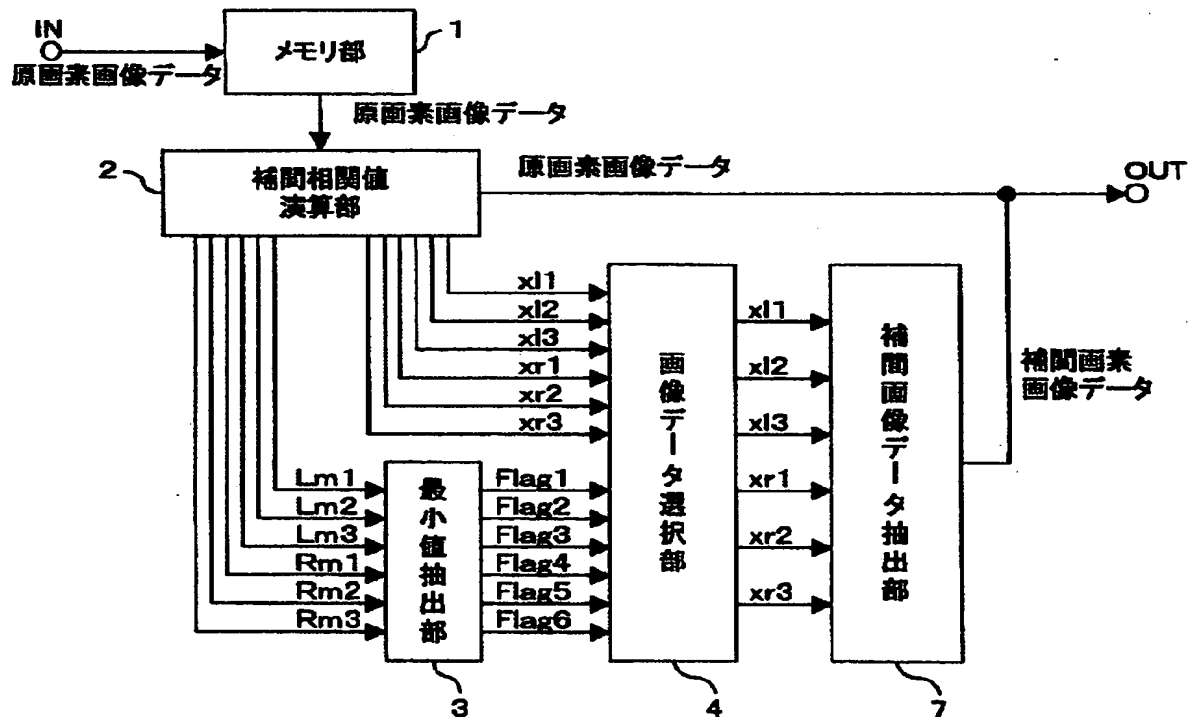 IN
原画素画像データ
メモリ部
1
原画素画像データ
2
補間相関値
演算部
原画素画像データ
OUT
xl1
xl2
xl3
xr1
xr2
xr3
画像データ選択部
xl1
xl2
xl3
xr1
xr2
xr3
補間画像データ抽出部
補間画素
画像データ
Lm1
Lm2
Lm3
Rm1
Rm2
Rm3
最小値抽出部
Flag1
Flag2
Flag3
Flag4
Flag5
Flag6
3
4
7